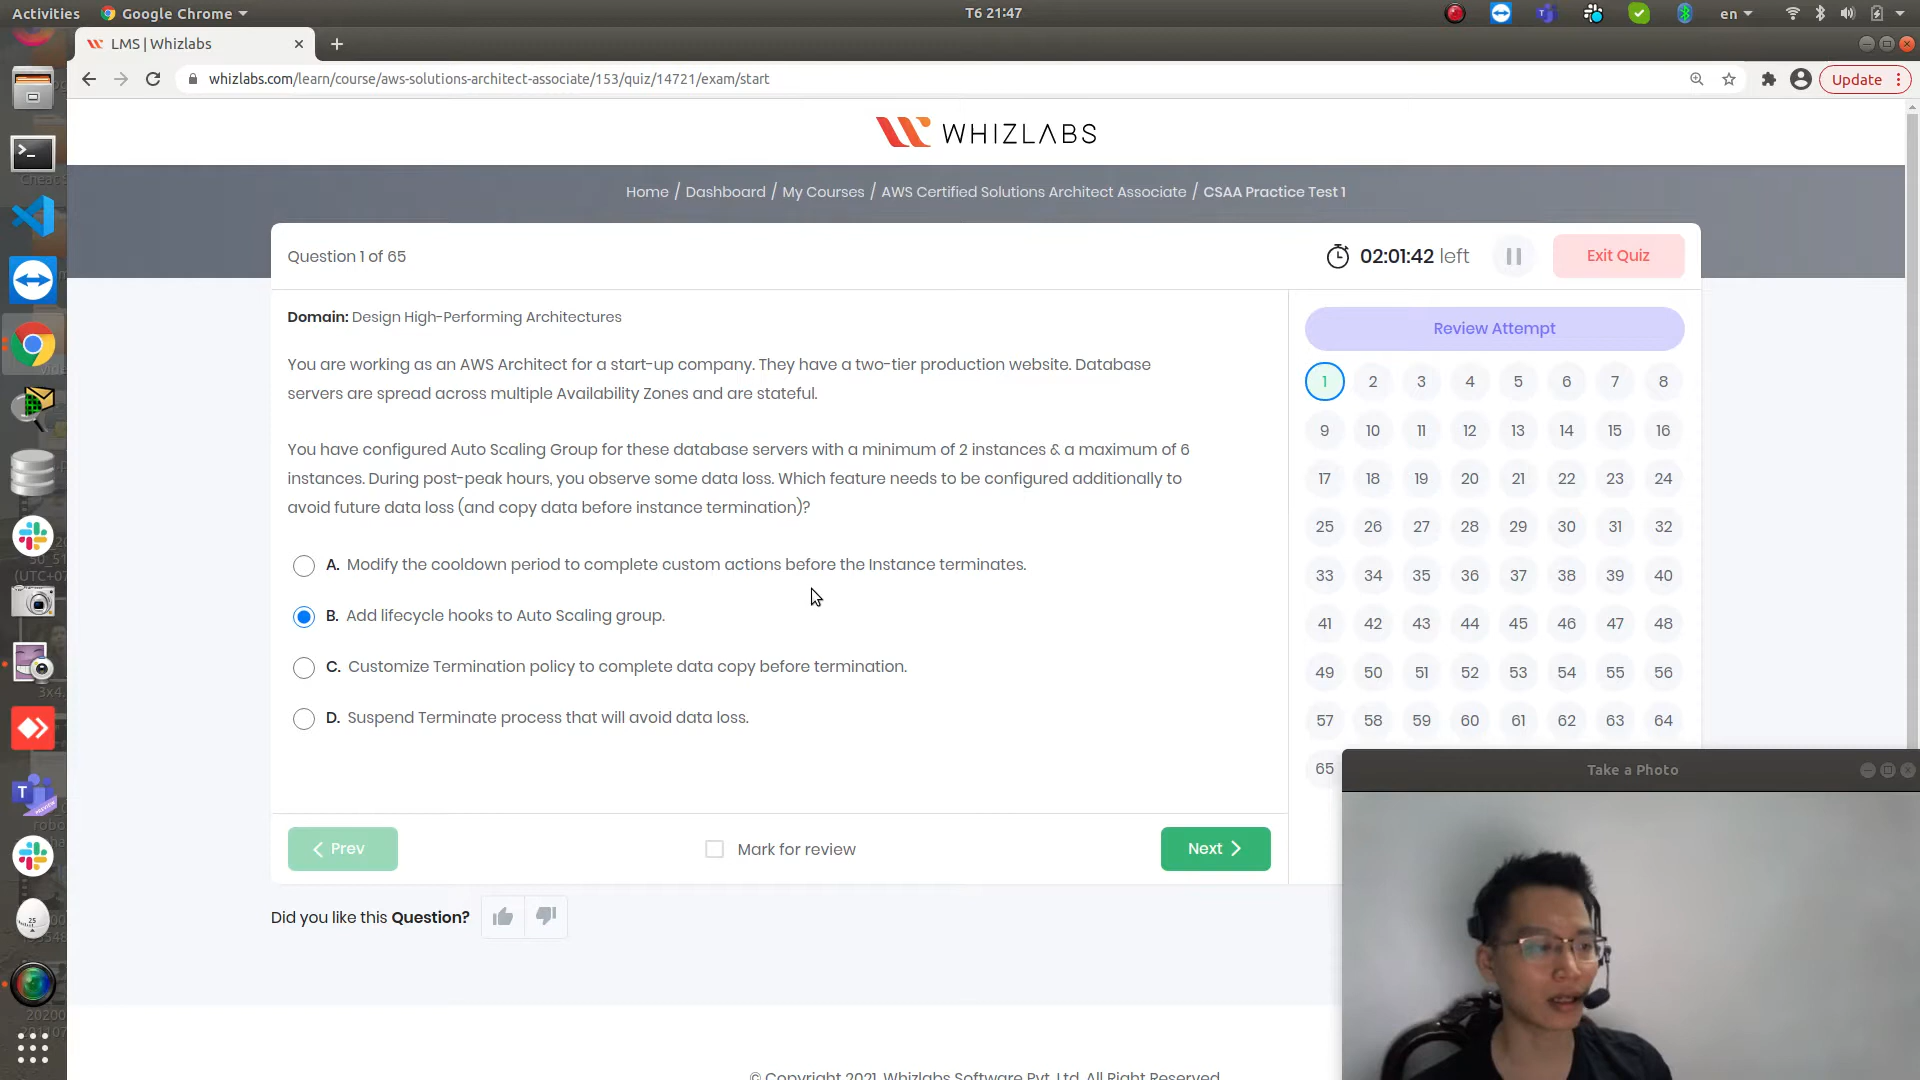 Activities
Google Chrome
T6 21:47
en
LMS | Whizlabs
whizlabs.com/learn/course/aws-solutions-architect-associate/153/quiz/14721/exam/start
Update
WHIZLABS
Home / Dashboard / My Courses / AWS Certified Solutions Architect Associate / CSAA Practice Test 1
Question 1 of 65
02:01:42 left
Exit Quiz
Domain: Design High-Performing Architectures
You are working as an AWS Architect for a start-up company. They have a two-tier production website. Database
servers are spread across multiple Availability Zones and are stateful.
You have configured Auto Scaling Group for these database servers with a minimum of 2 instances & a maximum of 6
instances. During post-peak hours, you observe some data loss. Which feature needs to be configured additionally to
avoid future data loss (and copy data before instance termination)?
A. Modify the cooldown period to complete custom actions before the Instance terminates.
B. Add lifecycle hooks to Auto Scaling group.
C. Customize Termination policy to complete data copy before termination.
D. Suspend Terminate process that will avoid data loss.
Prev
Mark for review
Next
Did you like this Question?
Review Attempt
1 2 3 4 5 6 7 8
9 10 11 12 13 14 15 16
17 18 19 20 21 22 23 24
25 26 27 28 29 30 31 32
33 34 35 36 37 38 39 40
41 42 43 44 45 46 47 48
49 50 51 52 53 54 55 56
57 58 59 60 61 62 63 64
65
Take a Photo
© Copyright 2021. Whizlabs Software Pvt. Ltd. All Right Reserved